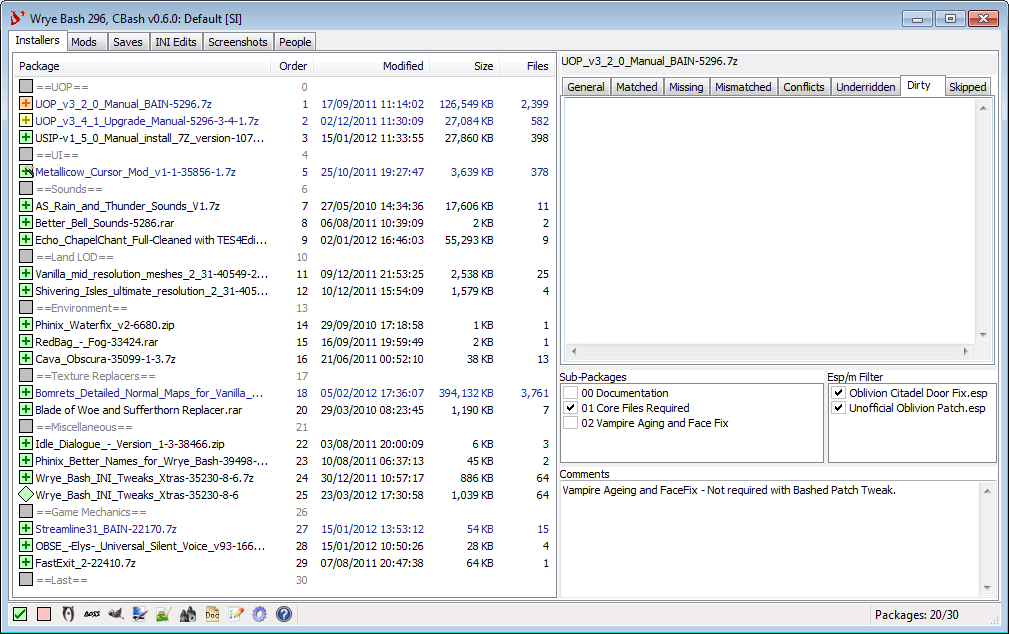 Wrye Bash 296, CBash v0.6.0: Default [SI]
Installers Mods Saves INI Edits Screenshots People
Package Order Modified Size Files
==UOP== 0
UOP_v3_2_0_Manual_BAIN-5296.7z 1 17/09/2011 11:14:02 126,549 KB 2,399
UOP_v3_4_1_Upgrade_Manual-5296-3-4-1.7z 2 02/12/2011 11:30:09 27,084 KB 582
USIP-v1_5_0_Manual_install_7Z_version-107... 3 15/01/2012 11:33:55 27,860 KB 398
==UI== 4
Metallicow_Cursor_Mod_v1-1-35856-1.7z 5 25/10/2011 19:27:47 3,639 KB 378
==Sounds== 6
AS_Rain_and_Thunder_Sounds_V1.7z 7 27/05/2010 14:34:36 17,606 KB 11
Better_Bell_Sounds-5286.rar 8 06/08/2011 10:39:09 2 KB 2
Echo_ChapelChant_Full-Cleaned with TES4Edi... 9 02/01/2012 16:46:03 55,293 KB 9
==Land LOD== 10
Vanilla_mid_resolution_meshes_2_31-40549-2... 11 09/12/2011 21:53:25 2,538 KB 25
Shivering_Isles_ultimate_resolution_2_31-405... 12 10/12/2011 15:54:09 1,579 KB 4
==Environment== 13
Phinix_Waterfix_v2-6680.zip 14 29/09/2010 17:18:58 1 KB 1
RedBag_-_Fog-33424.rar 15 16/09/2011 19:59:49 2 KB 1
Cava_Obscura-35099-1-3.7z 16 21/06/2011 00:52:10 38 KB 13
==Texture Replacers== 17
Bomrets_Detailed_Normal_Maps_for_Vanilla_... 18 05/02/2012 17:36:07 394,132 KB 3,761
Blade of Woe and Sufferthorn Replacer.rar 20 29/03/2010 08:23:45 1,190 KB 7
==Miscellaneous== 21
Idle_Dialogue_-_Version_1-3-38466.zip 22 03/08/2011 20:00:09 6 KB 3
Phinix_Better_Names_for_Wrye_Bash-39498-... 23 10/08/2011 06:37:13 45 KB 2
Wrye_Bash_INI_Tweaks_Xtras-35230-8-6.7z 24 30/12/2011 10:57:17 886 KB 64
Wrye_Bash_INI_Tweaks_Xtras-35230-8-6 25 23/03/2012 17:30:58 1,039 KB 64
==Game Mechanics== 26
Streamline31_BAIN-22170.7z 27 15/01/2012 13:53:12 54 KB 15
OBSE_-Elys-_Universal_Silent_Voice_v93-166... 28 15/01/2012 10:50:26 28 KB 4
FastExit_2-22410.7z 29 07/08/2011 20:47:38 64 KB 1
==Last== 30
UOP_v3_2_0_Manual_BAIN-5296.7z
General Matched Missing Mismatched Conflicts Underridden Dirty Skipped
Sub-Packages
00 Documentation
01 Core Files Required
02 Vampire Aging and Face Fix
Esp/m Filter
Oblivion Citadel Door Fix.esp
Unofficial Oblivion Patch.esp
Comments
Vampire Ageing and FaceFix - Not required with Bashed Patch Tweak.
BOSS
Doc
Packages: 20/30